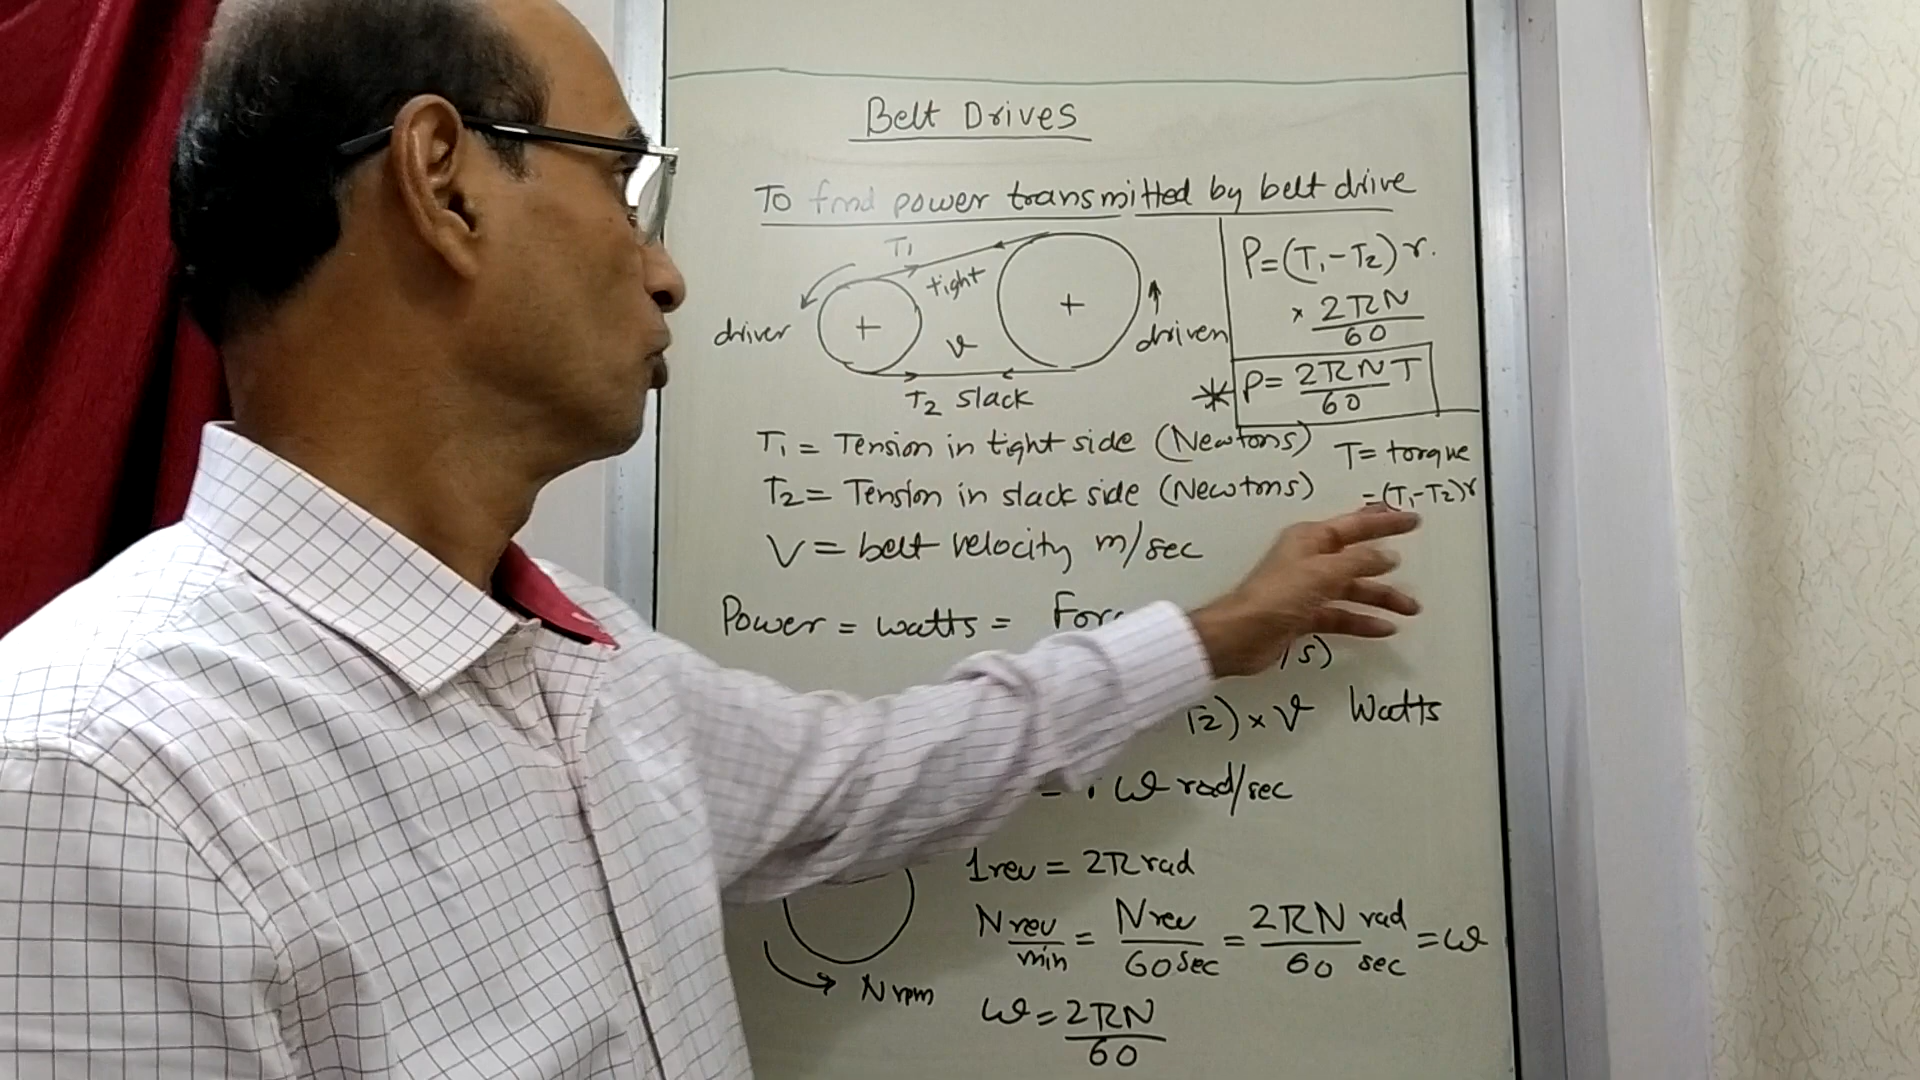 Belt Drives
To find power transmitted by belt drive
T₁
tight
driver
V
driven
T₂ slack
P=(T₁-T₂)r.
× 2πN/60
* P= 2πNT/60
T₁ = Tension in tight side (Newtons)
T= torque
=(T₁-T₂)r
T₂ = Tension in slack side (Newtons)
V = belt velocity m/sec
Power = watts =
/s)
T₂) × V Watts
ω rad/sec
1rev = 2π rad
N rev/min = N rev/60 sec = 2πN/60 rad/sec = ω
N rpm
ω = 2πN/60